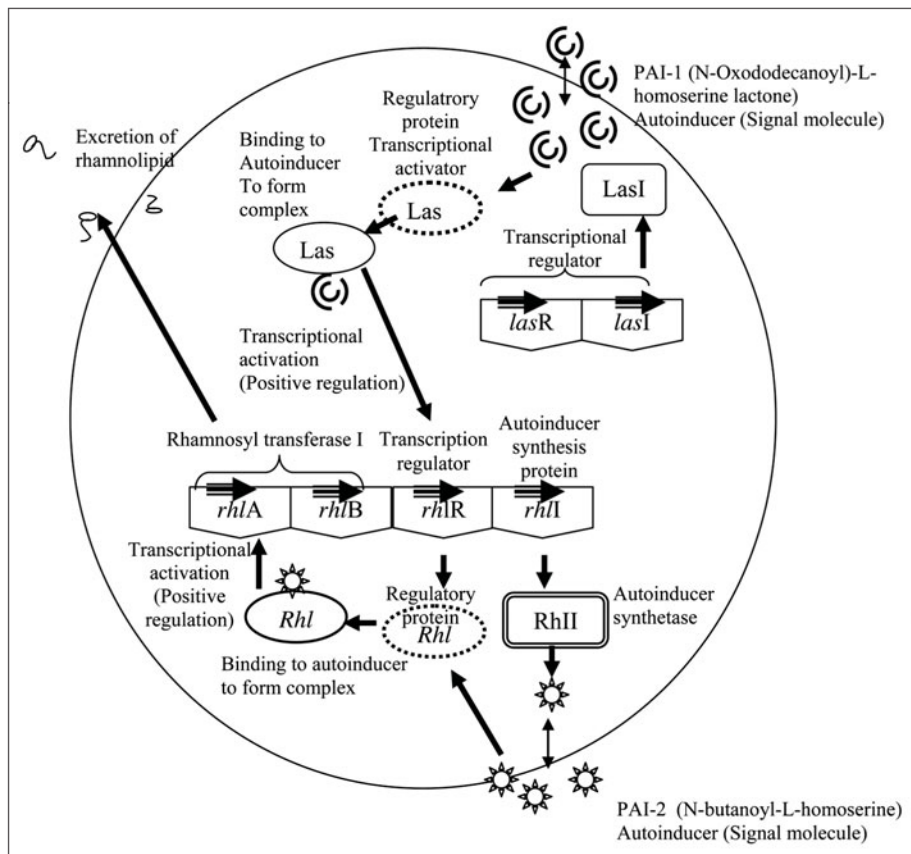 PAI-1 (N-Oxododecanoyl)-L-
homoserine lactone)
Autoinducer (Signal molecule)
Excretion of
rhamnolipid
Binding to
Autoinducer
To form
complex
Regulatrory
protein
Transcriptional
activator
Las
Las
LasI
Transcriptional
regulator
lasR
lasI
Transcriptional
activation
(Positive regulation)
Rhamnosyl transferase I
Transcription
regulator
Autoinducer
synthesis
protein
rhlA
rhlB
rhlR
rhlI
Transcriptional
activation
(Positive
regulation)
Rhl
Regulatory
protein
Rhl
RhII
Autoinducer
synthetase
Binding to autoinducer
to form complex
PAI-2 (N-butanoyl-L-homoserine)
Autoinducer (Signal molecule)